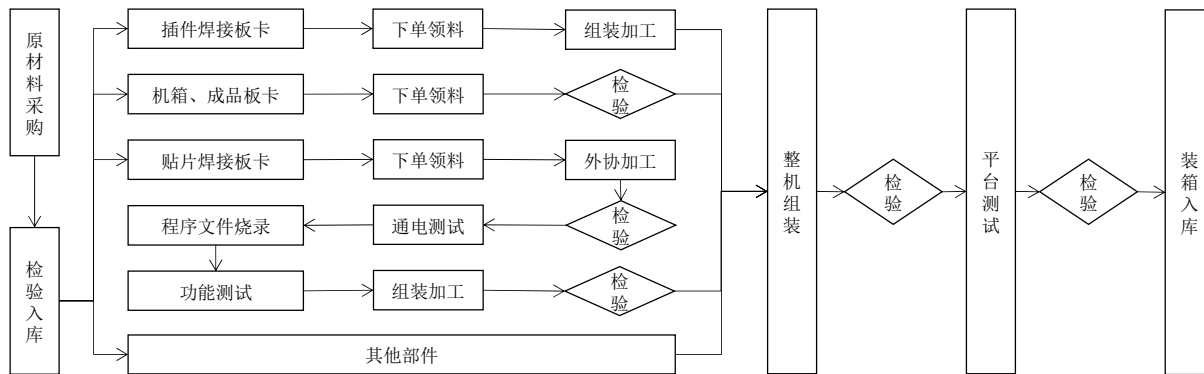 原材料采购
检验入库
插件焊接板卡
下单领料
组装加工
机箱、成品板卡
下单领料
检验
贴片焊接板卡
下单领料
外协加工
检验
通电测试
程序文件烧录
功能测试
组装加工
检验
其他部件
整机组装
检验
平台测试
检验
装箱入库